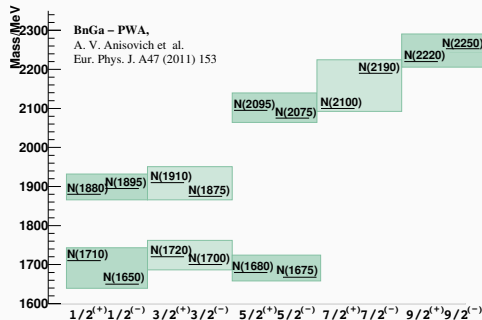 Mass/MeV
BnGa – PWA,
A. V. Anisovich et al.
Eur. Phys. J. A47 (2011) 153
2300
2200
2100
2000
1900
1800
1700
1600
N(2250)
N(2220)
N(2190)
N(2100)
N(2095)
N(2075)
N(1910)
N(1895)
N(1880)
N(1875)
N(1720)
N(1710)
N(1700)
N(1680)
N(1675)
N(1650)
1/2(+) 1/2(−) 3/2(+) 3/2(−) 5/2(+) 5/2(−) 7/2(+) 7/2(−) 9/2(+) 9/2(−)